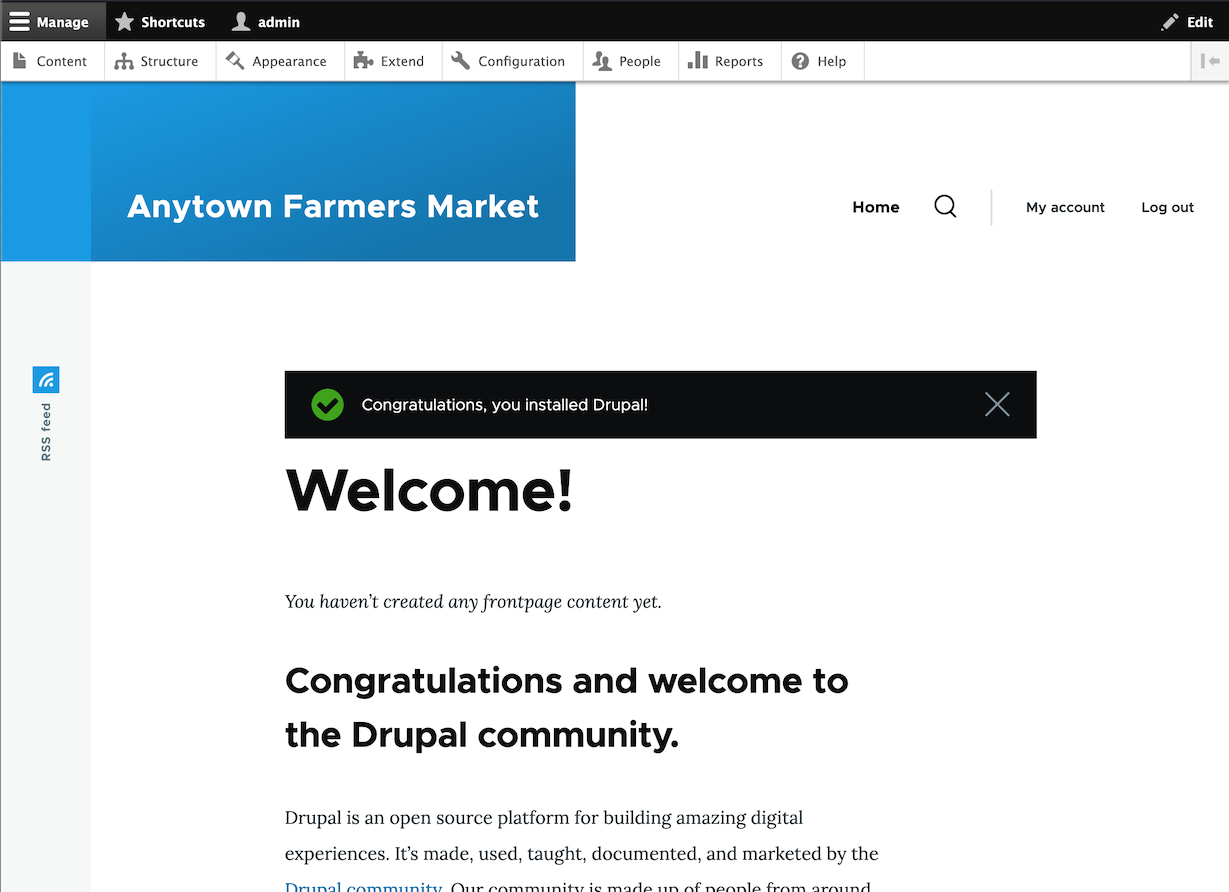 Manage Shortcuts admin Edit
Content Structure Appearance Extend Configuration People Reports Help
Anytown Farmers Market
Home My account Log out
RSS feed
Congratulations, you installed Drupal!
Welcome!
You haven’t created any frontpage content yet.
Congratulations and welcome to
the Drupal community.
Drupal is an open source platform for building amazing digital
experiences. It’s made, used, taught, documented, and marketed by the
Drupal community. Our community is made up of people from around